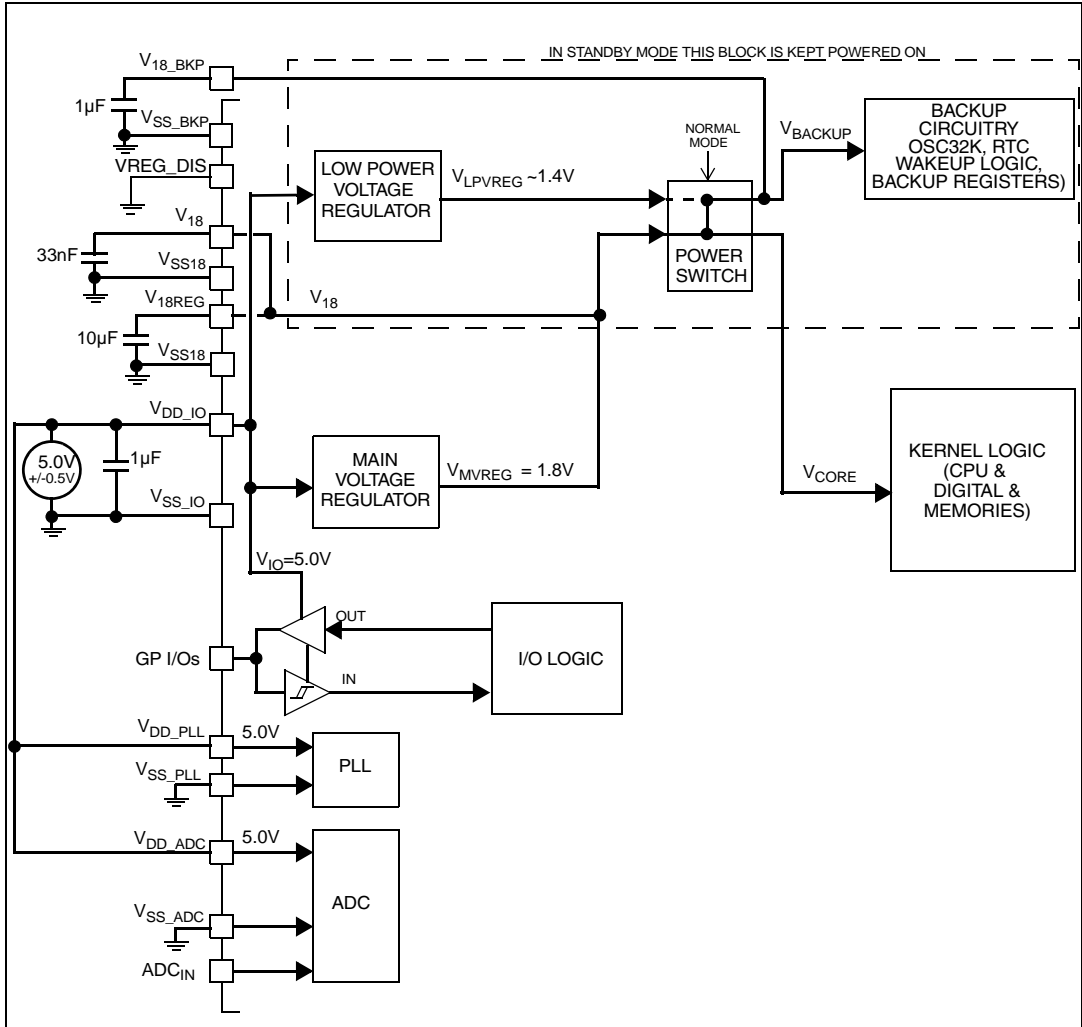 IN STANDBY MODE THIS BLOCK IS KEPT POWERED ON
V18_BKP
1µF
VSS_BKP
VREG_DIS
V18
33nF
VSS18
V18REG
10µF
VSS18
VDD_IO
5.0V
+/-0.5V
1µF
VSS_IO
LOW POWER
VOLTAGE
REGULATOR
VLPVREG ~1.4V
NORMAL
MODE
POWER
SWITCH
VBACKUP
BACKUP
CIRCUITRY
OSC32K, RTC
WAKEUP LOGIC,
BACKUP REGISTERS)
V18
MAIN
VOLTAGE
REGULATOR
VMVREG = 1.8V
VCORE
KERNEL LOGIC
(CPU &
DIGITAL &
MEMORIES)
VIO=5.0V
GP I/Os
OUT
IN
I/O LOGIC
VDD_PLL
5.0V
VSS_PLL
PLL
VDD_ADC
5.0V
VSS_ADC
ADCIN
ADC